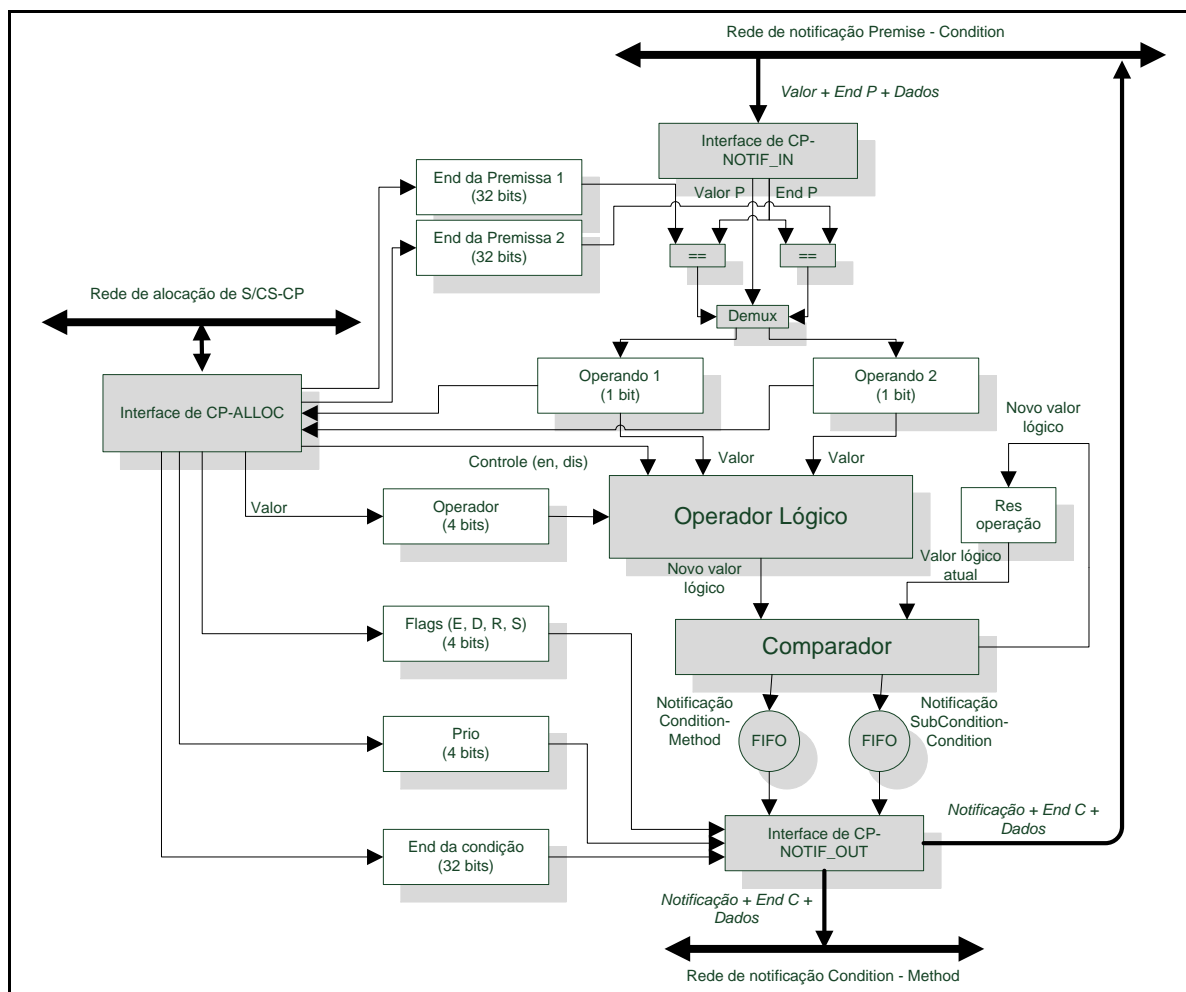 Rede de notificação Premise - Condition
Valor + End P + Dados
Interface de CP-
NOTIF_IN
End da Premissa 1
(32 bits)
Valor P
End P
End da Premissa 2
(32 bits)
==
==
Rede de alocação de S/CS-CP
Demux
Interface de CP-ALLOC
Operando 1
(1 bit)
Operando 2
(1 bit)
Novo valor
lógico
Controle (en, dis)
Valor
Valor
Valor
Operador
(4 bits)
Operador Lógico
Res
operação
Novo valor
lógico
Valor lógico
atual
Flags (E, D, R, S)
(4 bits)
Comparador
Notificação
Condition-
Method
FIFO
FIFO
Notificação
SubCondition-
Condition
Prio
(4 bits)
Notificação + End C +
Dados
End da condição
(32 bits)
Interface de CP-
NOTIF_OUT
Notificação + End C +
Dados
Rede de notificação Condition - Method